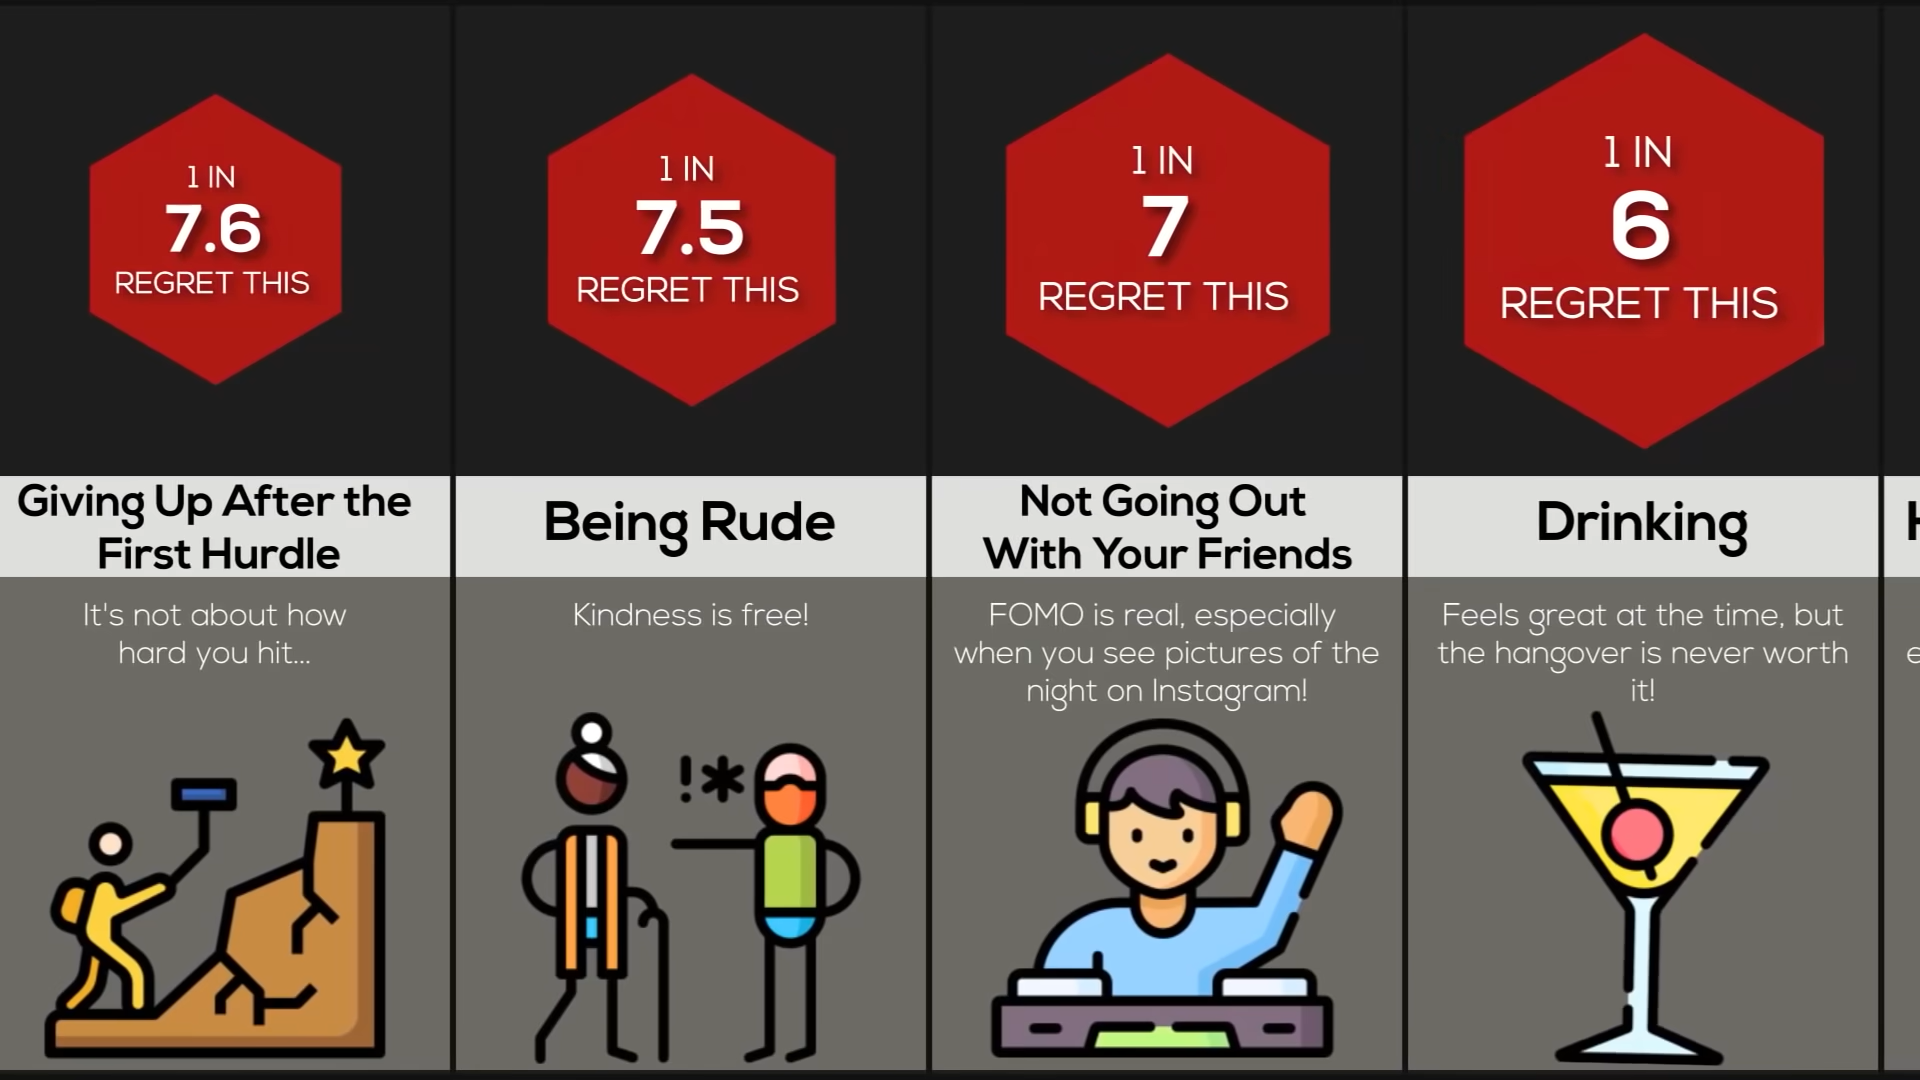 1 IN
7.6
REGRET THIS
Giving Up After the
First Hurdle
It's not about how
hard you hit...
1 IN
7.5
REGRET THIS
Being Rude
Kindness is free!
!*
1 IN
7
REGRET THIS
Not Going Out
With Your Friends
FOMO is real, especially
when you see pictures of the
night on Instagram!
1 IN
6
REGRET THIS
Drinking
Feels great at the time, but
the hangover is never worth
it!